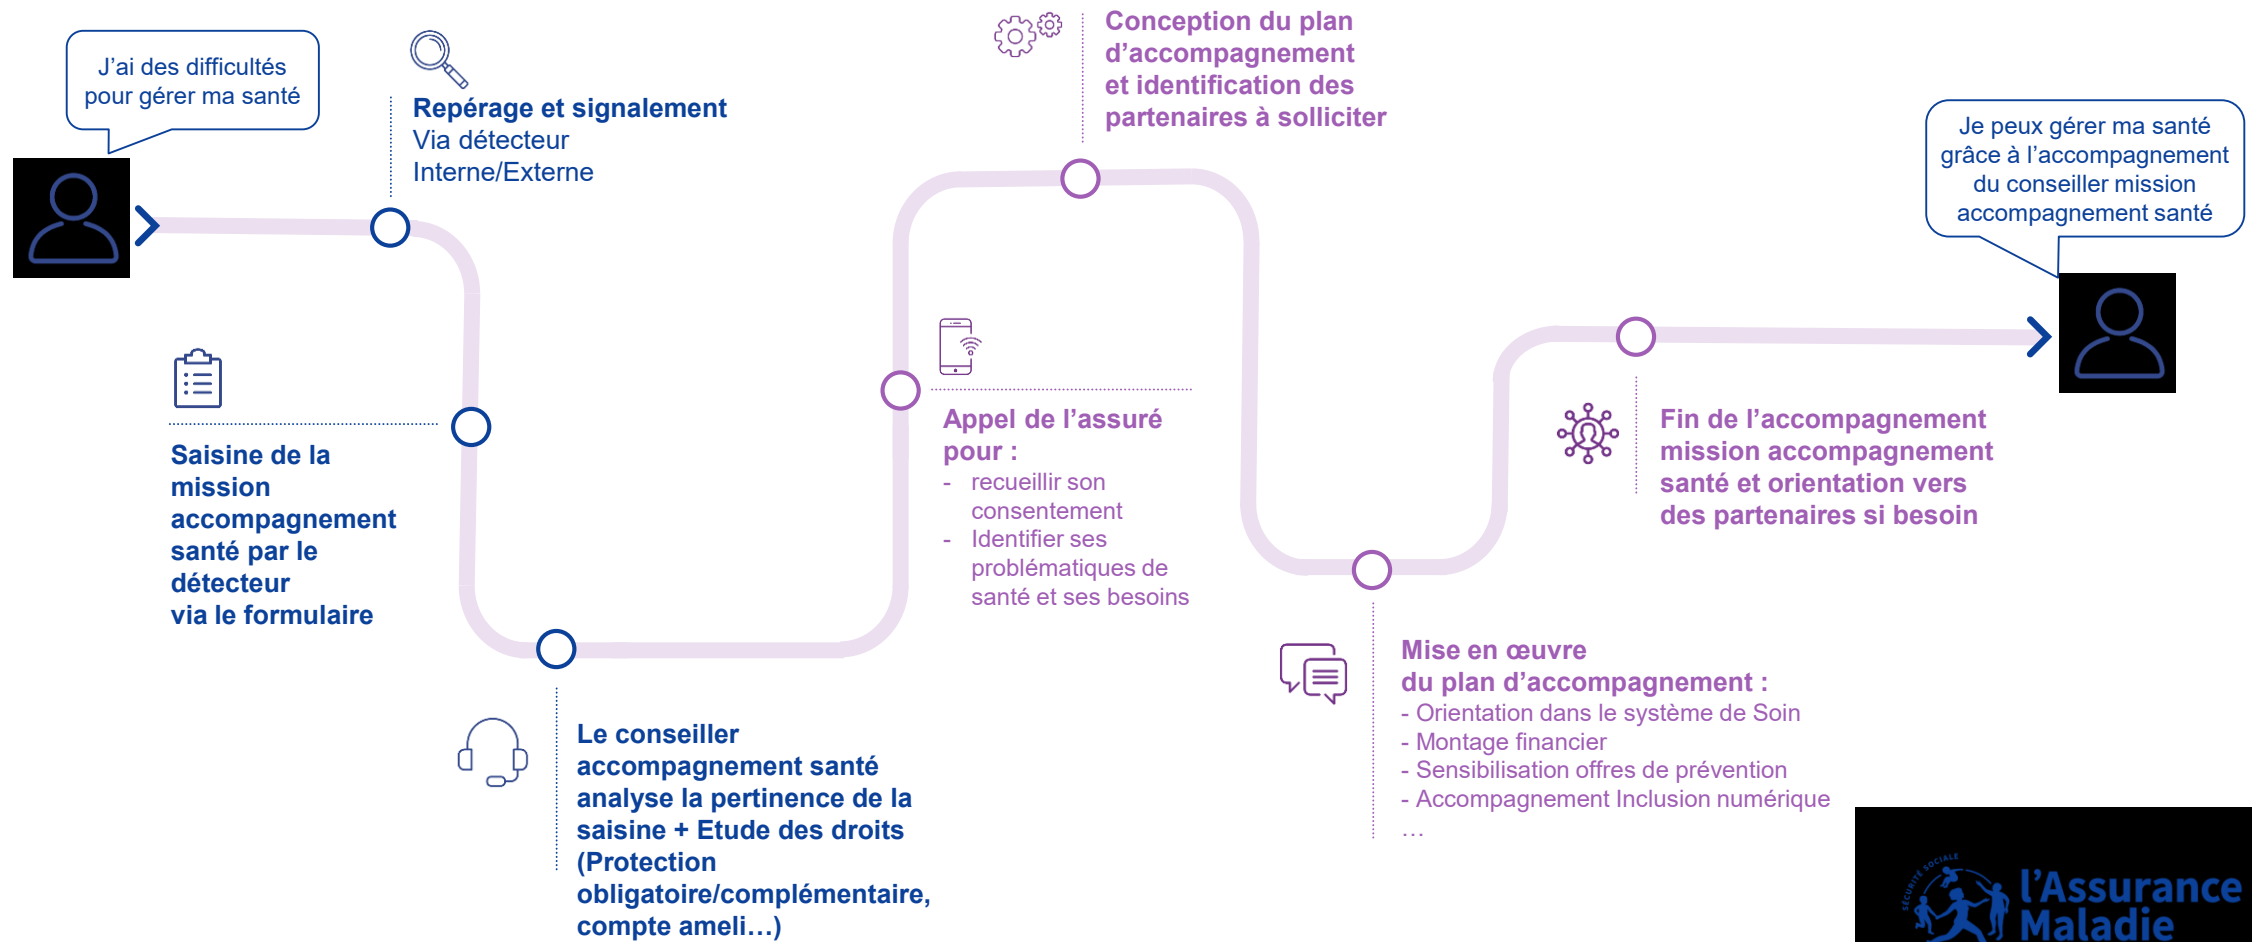 J'ai des difficultés
pour gérer ma santé
Repérage et signalement
Via détecteur
Interne/Externe
Saisine de la
mission
accompagnement
santé par le
détecteur
via le formulaire
Le conseiller
accompagnement santé
analyse la pertinence de la
saisine + Etude des droits
(Protection
obligatoire/complémentaire,
compte ameli…)
Appel de l'assuré
pour :
- recueillir son
consentement
- Identifier ses
problématiques de
santé et ses besoins
Conception du plan
d'accompagnement
et identification des
partenaires à solliciter
Mise en œuvre
du plan d'accompagnement :
- Orientation dans le système de Soin
- Montage financier
- Sensibilisation offres de prévention
- Accompagnement Inclusion numérique
…
Fin de l'accompagnement
mission accompagnement
santé et orientation vers
des partenaires si besoin
Je peux gérer ma santé
grâce à l'accompagnement
du conseiller mission
accompagnement santé
SÉCURITÉ SOCIALE
l'Assurance
Maladie